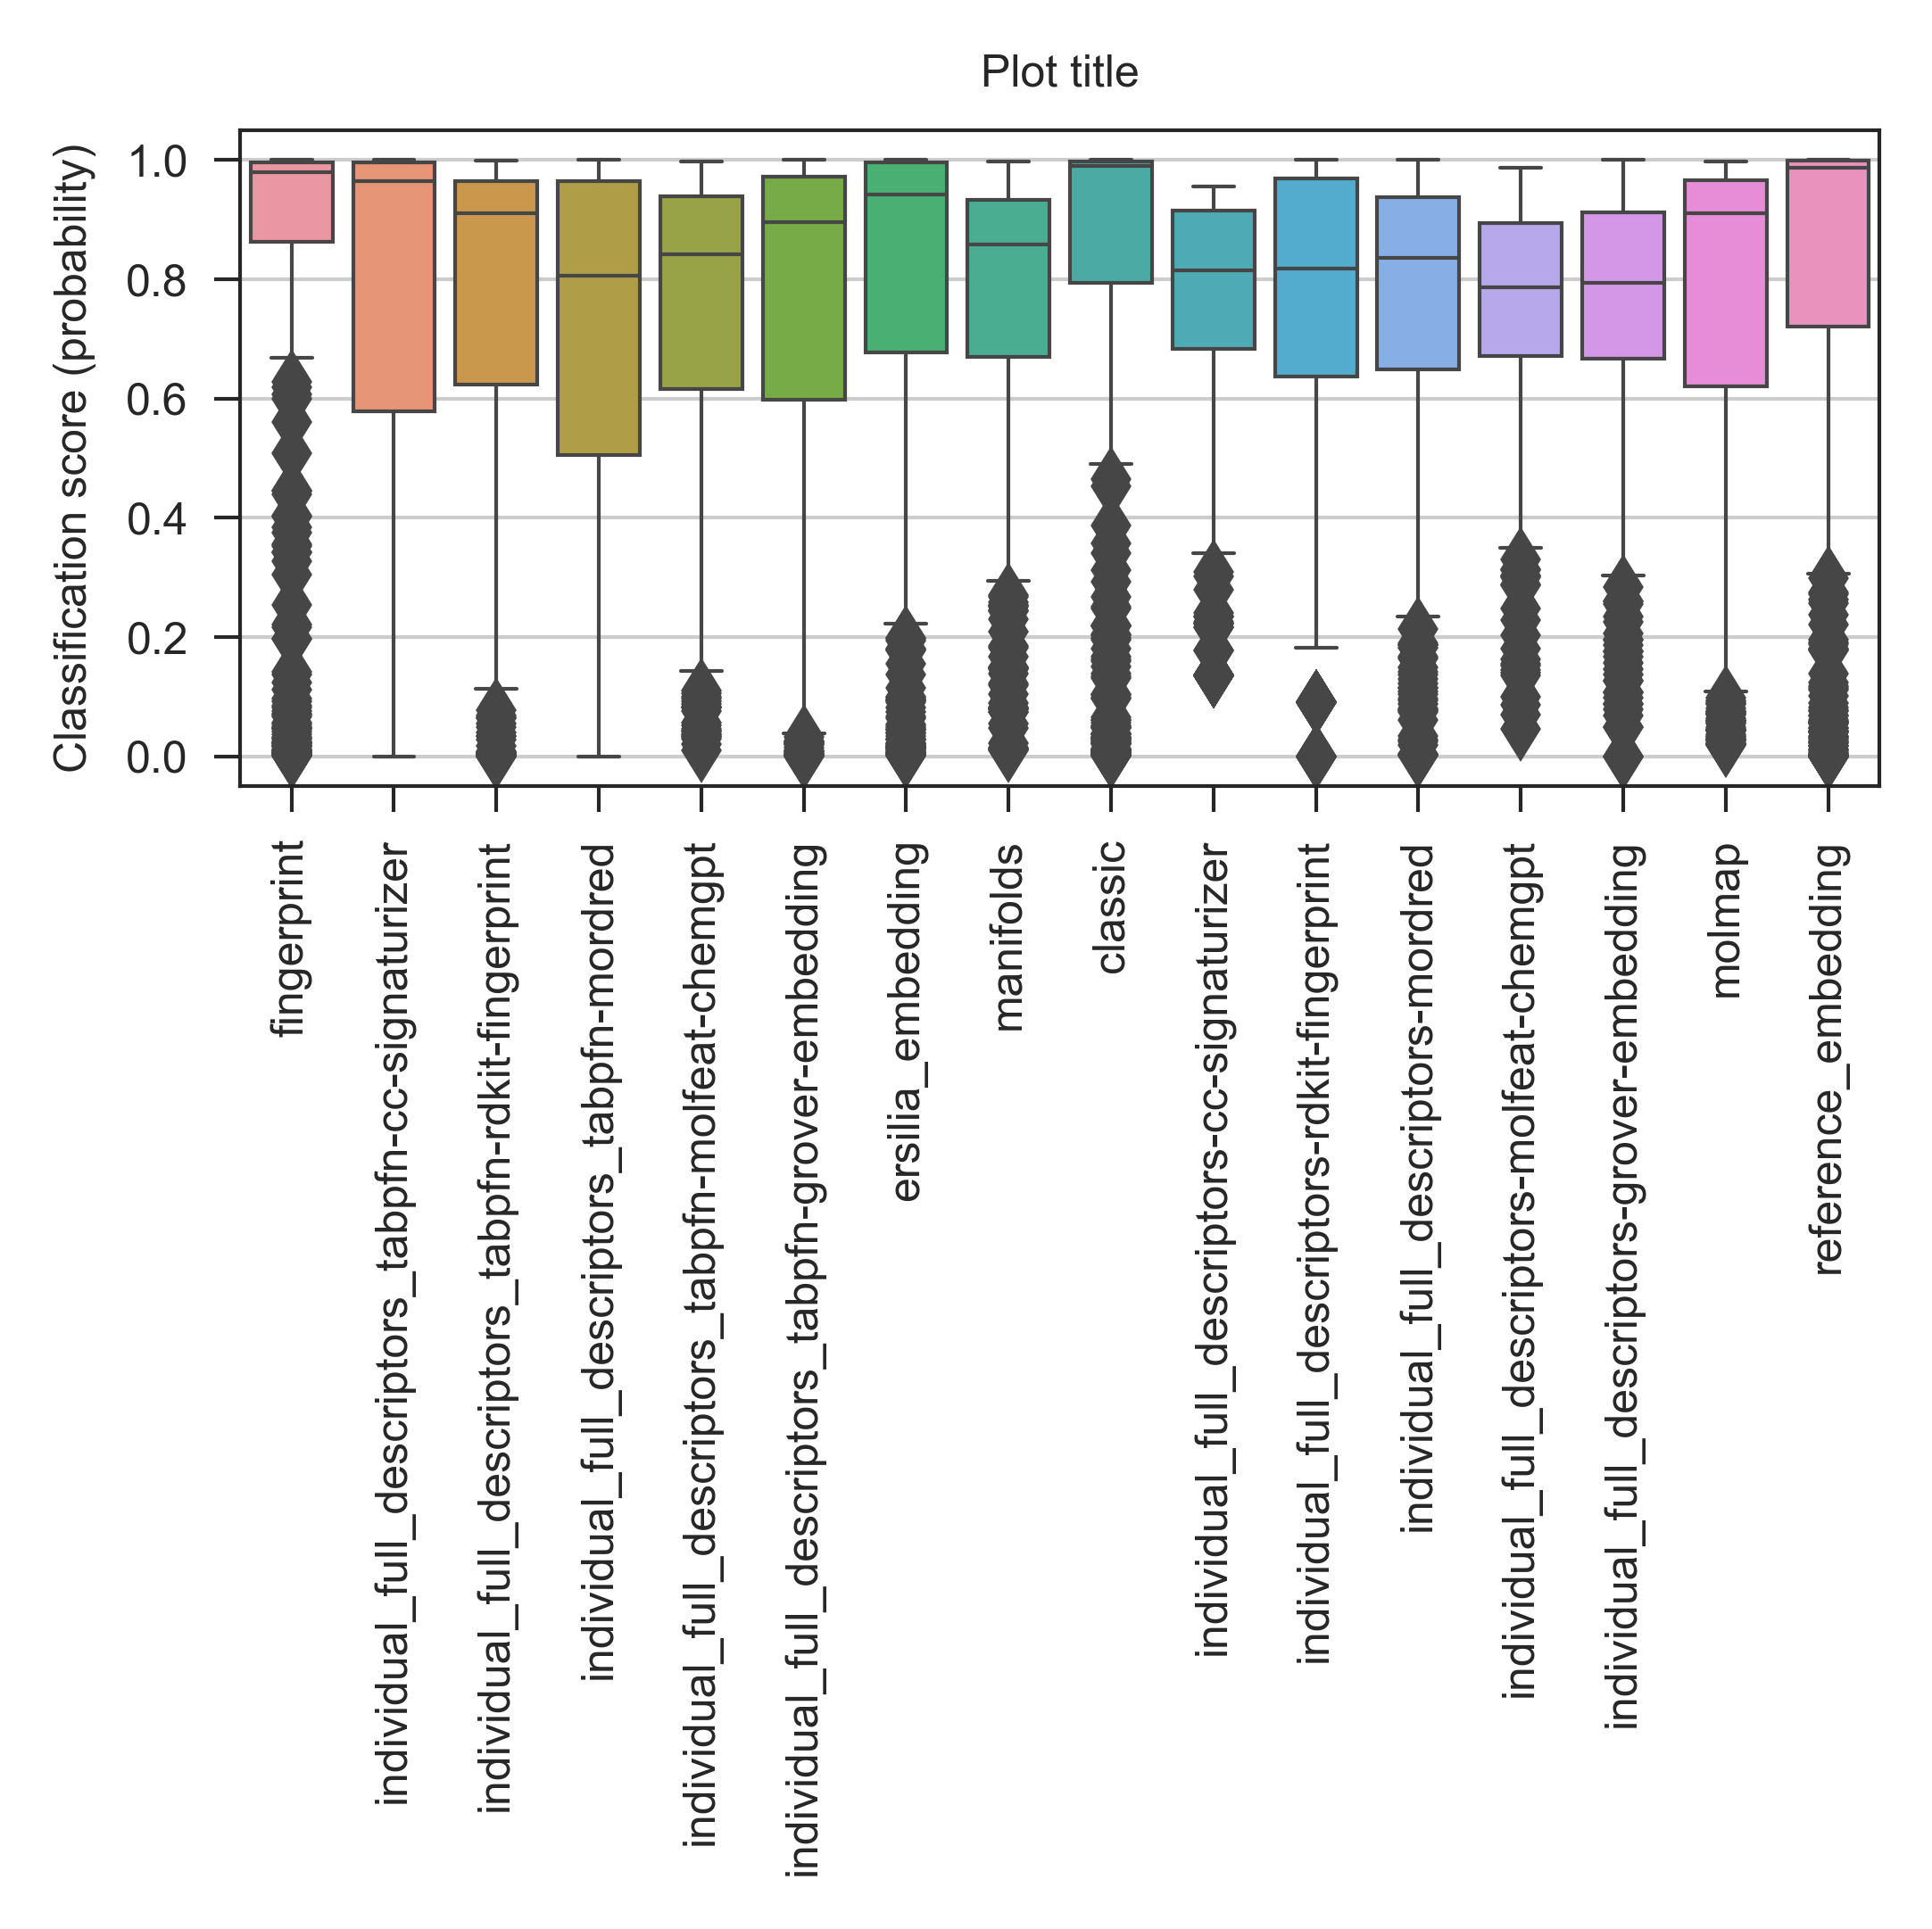 Plot title
Classification score (probability)
1.0
0.8
0.6
0.4
0.2
0.0
fingerprint
individual_full_descriptors_tabpfn-cc-signaturizer
individual_full_descriptors_tabpfn-rdkit-fingerprint
individual_full_descriptors_tabpfn-mordred
individual_full_descriptors_tabpfn-molfeat-chemgpt
individual_full_descriptors_tabpfn-grover-embedding
ersilia_embedding
manifolds
classic
individual_full_descriptors-cc-signaturizer
individual_full_descriptors-rdkit-fingerprint
individual_full_descriptors-mordred
individual_full_descriptors-molfeat-chemgpt
individual_full_descriptors-grover-embedding
molmap
reference_embedding